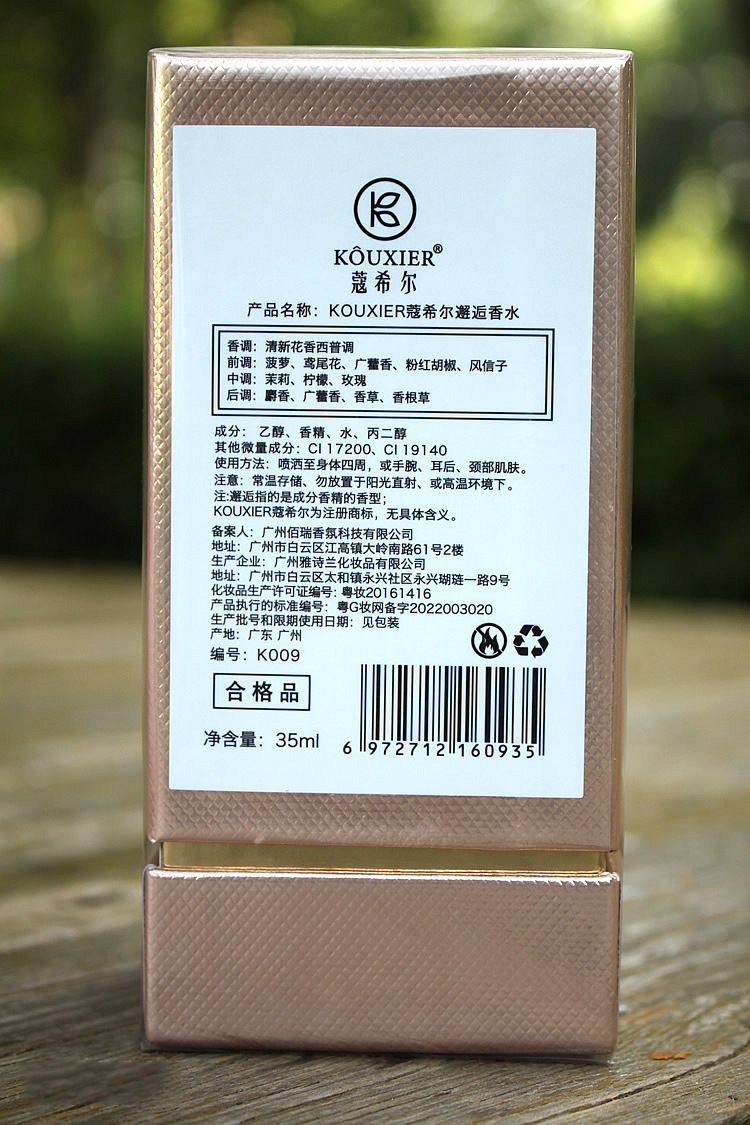 KÔUXIER®
蔻希尔
产品名称：KOUXIER蔻希尔邂逅香水
香调：清新花香西普调
前调：菠萝、鸢尾花、广藿香、粉红胡椒、风信子
中调：茉莉、柠檬、玫瑰
后调：麝香、广藿香、香草、香根草
成分： 乙醇、香精、水、丙二醇
其他微量成分：CI 17200、CI 19140
使用方法：喷洒至身体四周，或手腕、耳后、颈部肌肤。
注意：常温存储、勿放置于阳光直射、或高温环境下。
注:邂逅指的是成分香精的香型；
KOUXIER蔻希尔为注册商标，无具体含义。
备案人：广州佰瑞香氛科技有限公司
地址：广州市白云区江高镇大岭南路61号2楼
生产企业：广州雅诗兰化妆品有限公司
地址：广州市白云区太和镇永兴社区永兴瑚琏一路9号
化妆品生产许可证编号: 粤妆20161416
产品执行的标准编号：粤G妆网备字2022003020
生产批号和限期使用日期：见包装
产地：广东 广州
编号：K009
合格品
净含量：35ml
6 972712 160935